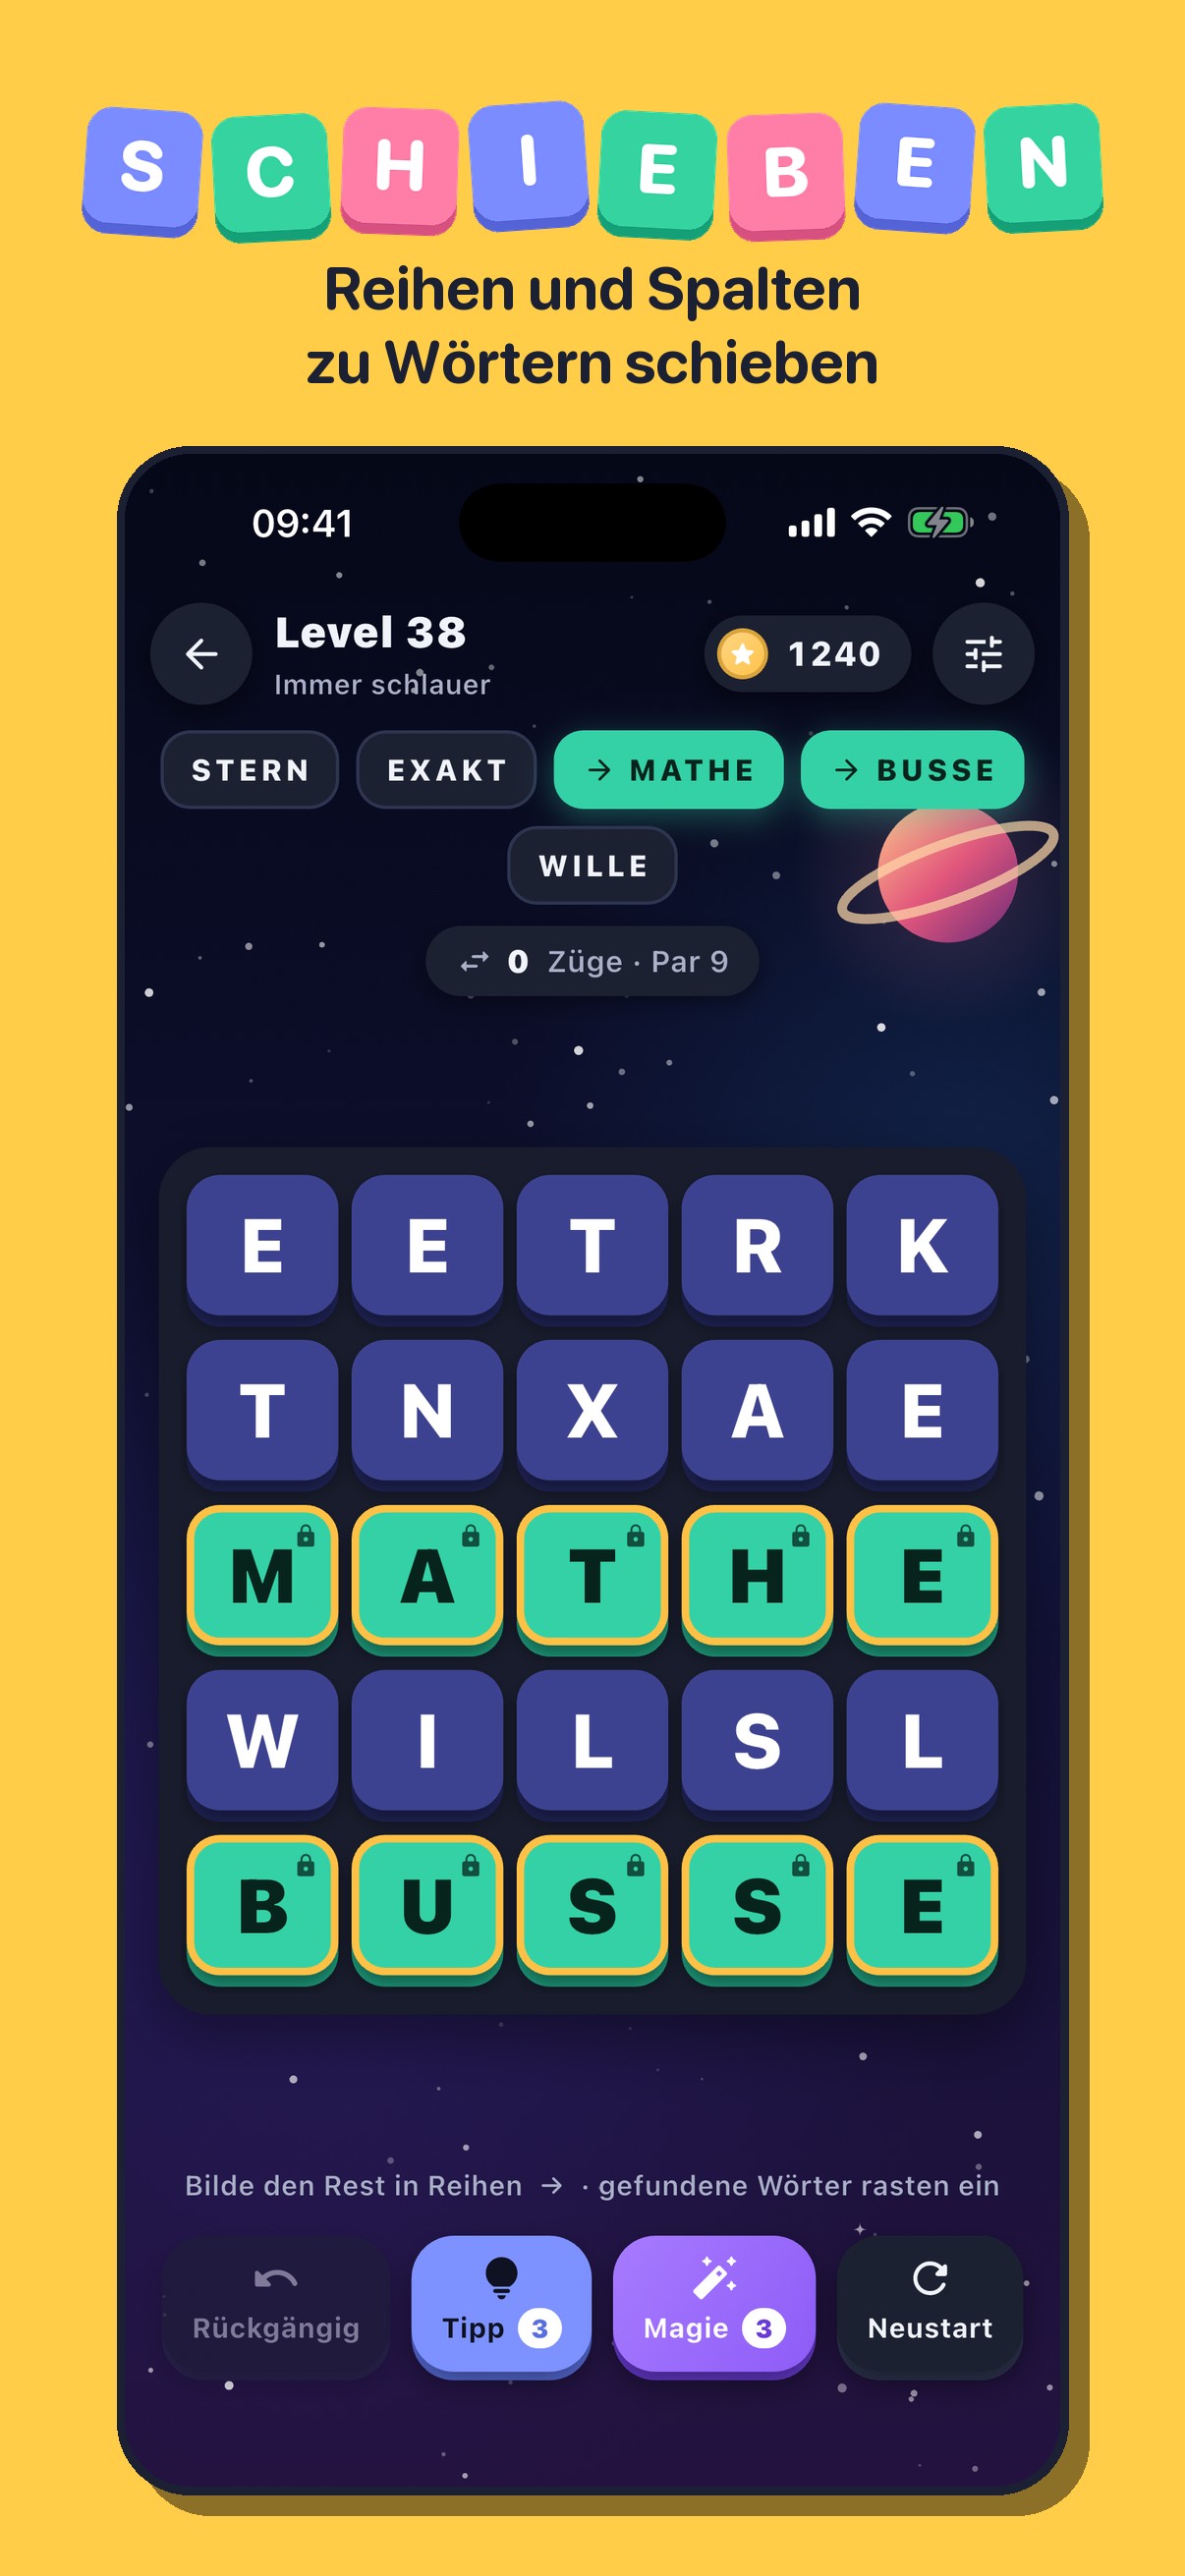 SCHIEBEN
Reihen und Spalten
zu Wörtern schieben
09:41
Level 38
Immer schlauer
1240
STERN EXAKT → MATHE → BUSSE
WILLE
0 Züge · Par 9
E E T R K
T N X A E
M A T H E
W I L S L
B U S S E
Bilde den Rest in Reihen → · gefundene Wörter rasten ein
Rückgängig Tipp 3 Magie 3 Neustart